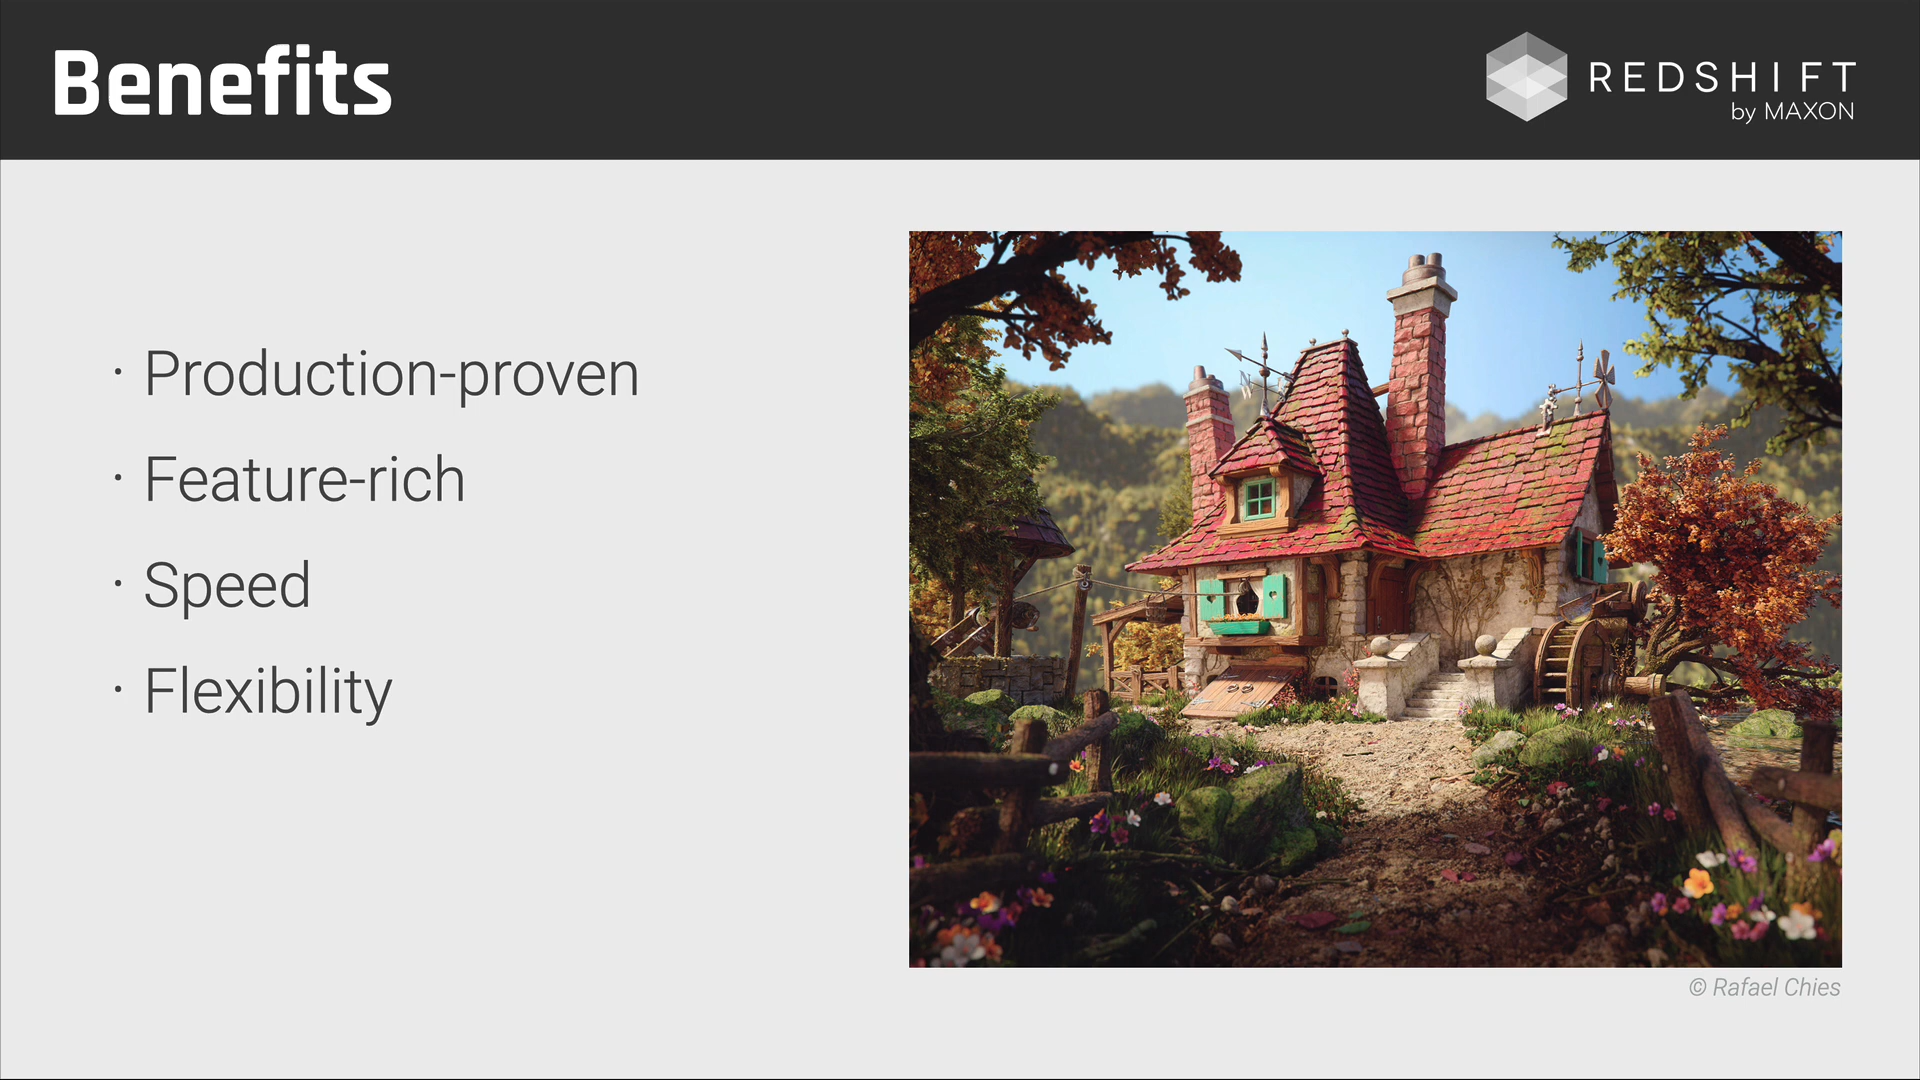 Benefits
REDSHIFT
by MAXON
· Production-proven
· Feature-rich
· Speed
· Flexibility
© Rafael Chies